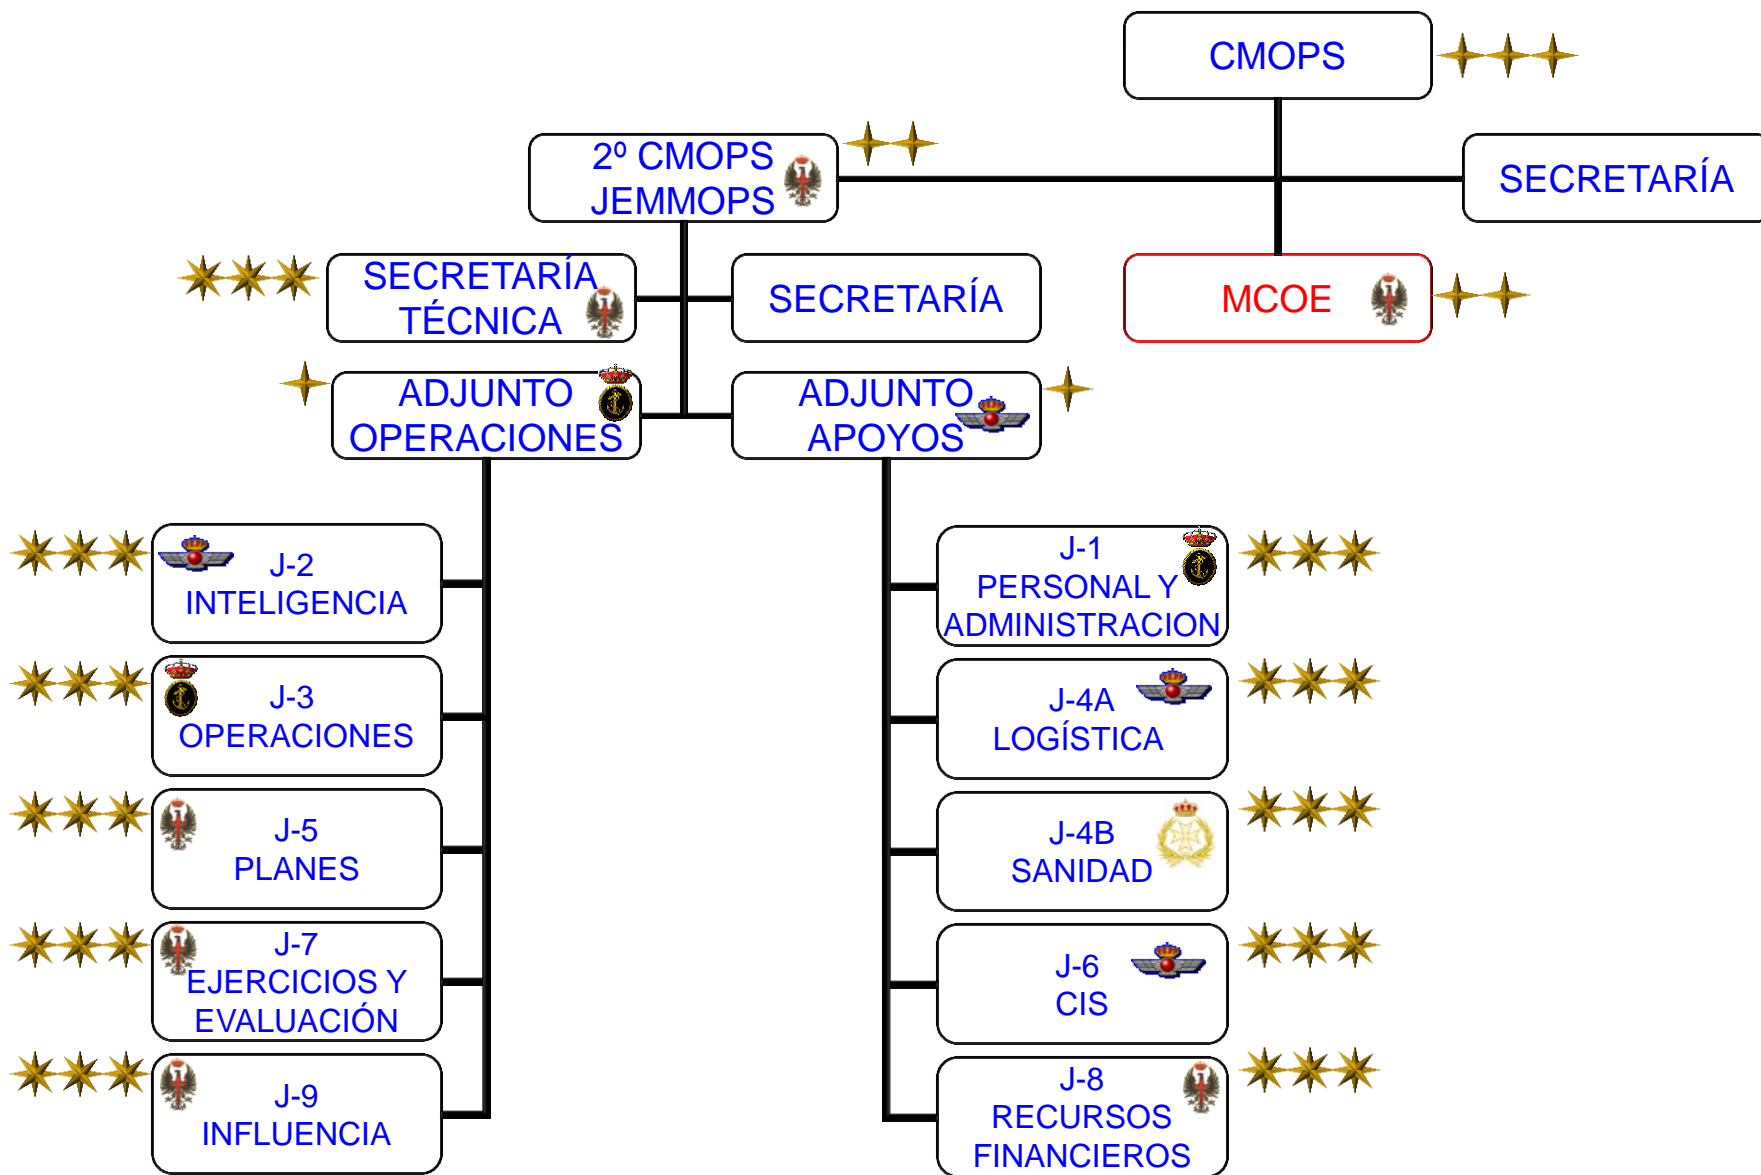 CMOPS
2º CMOPS
JEMMOPS
SECRETARÍA
SECRETARÍA
TÉCNICA
SECRETARÍA
MCOE
ADJUNTO
OPERACIONES
ADJUNTO
APOYOS
J-2
INTELIGENCIA
J-3
OPERACIONES
J-5
PLANES
J-7
EJERCICIOS Y
EVALUACIÓN
J-9
INFLUENCIA
J-1
PERSONAL Y
ADMINISTRACION
J-4A
LOGÍSTICA
J-4B
SANIDAD
J-6
CIS
J-8
RECURSOS
FINANCIEROS